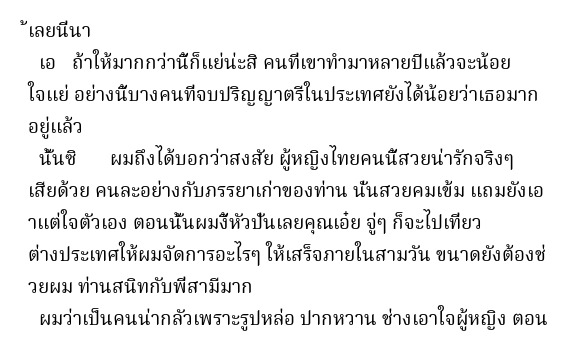 ้เลยนี่นา
เอ ถ้าให้มากกว่านี้ก็แย่น่ะสิ คนที่เขาทำมาหลายปีแล้วจะน้อย
ใจแย่ อย่างนี้บางคนที่จบปริญญาตรีในประเทศยังได้น้อยว่าเธอมาก
อยู่แล้ว
นั้นซิ ผมถึงได้บอกว่าสงสัย ผู้หญิงไทยคนนี้สวยน่ารักจริงๆ
เสียด้วย คนละอย่างกับภรรยาเก่าของท่าน นั่นสวยคมเข้ม แถมยังเอ
าแต่ใจตัวเอง ตอนนั้นผมงี้หัวปั่นเลยคุณเอ๋ย จู่ๆ ก็จะไปเที่ยว
ต่างประเทศให้ผมจัดการอะไรๆ ให้เสร็จภายในสามวัน ขนาดยังต้องช่
วยผม ท่านสนิทกับพี่สามีมาก
ผมว่าเป็นคนน่ากลัวเพราะรูปหล่อ ปากหวาน ช่างเอาใจผู้หญิง ตอน